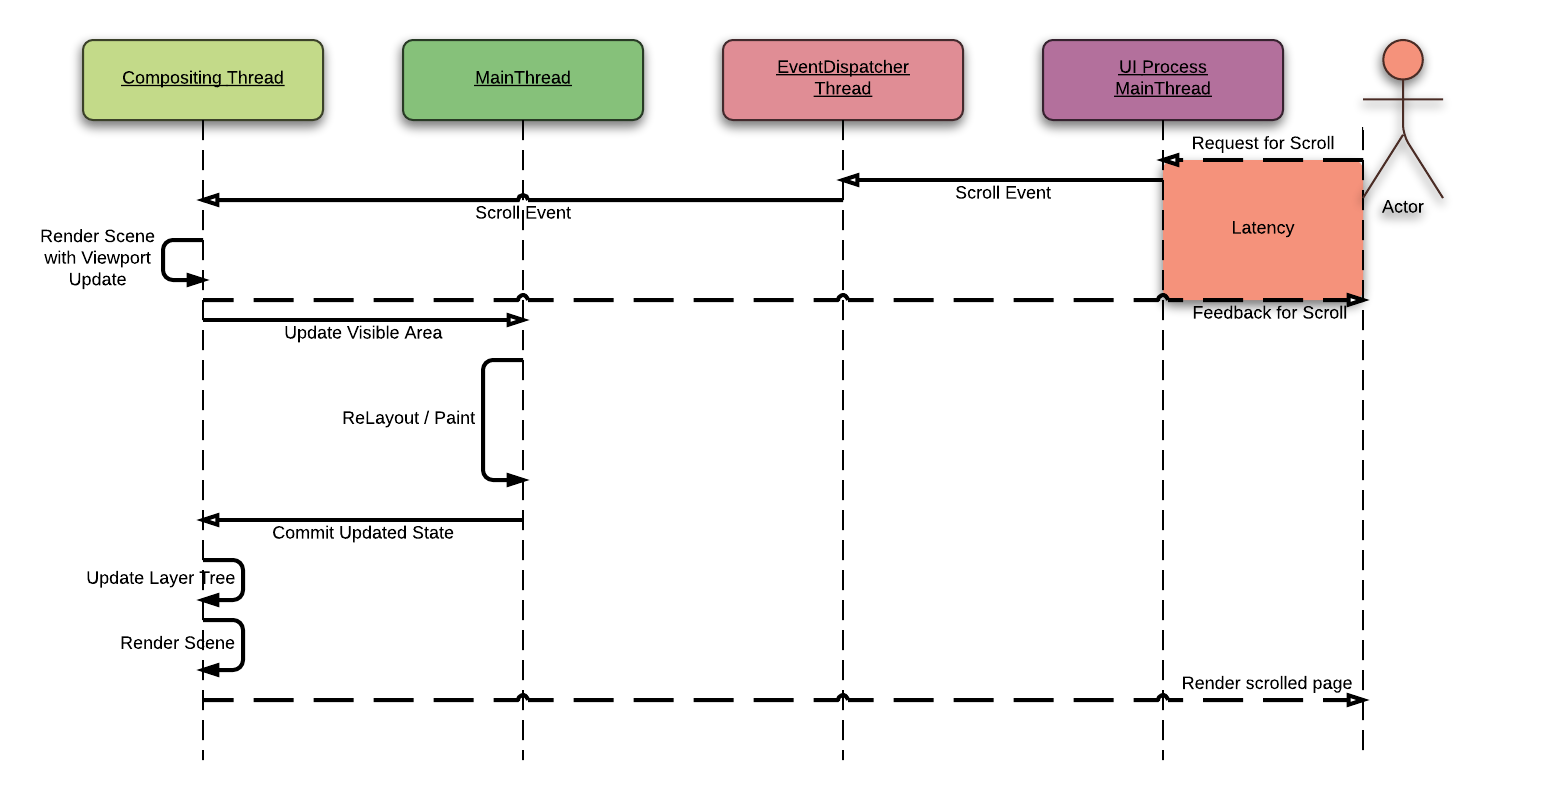 Compositing Thread
MainThread
EventDispatcher
Thread
UI Process
MainThread
Request for Scroll
Scroll Event
Actor
Scroll Event
Latency
Render Scene
with Viewport
Update
Feedback for Scroll
Update Visible Area
ReLayout / Paint
Commit Updated State
Update Layer Tree
Render Scene
Render scrolled page